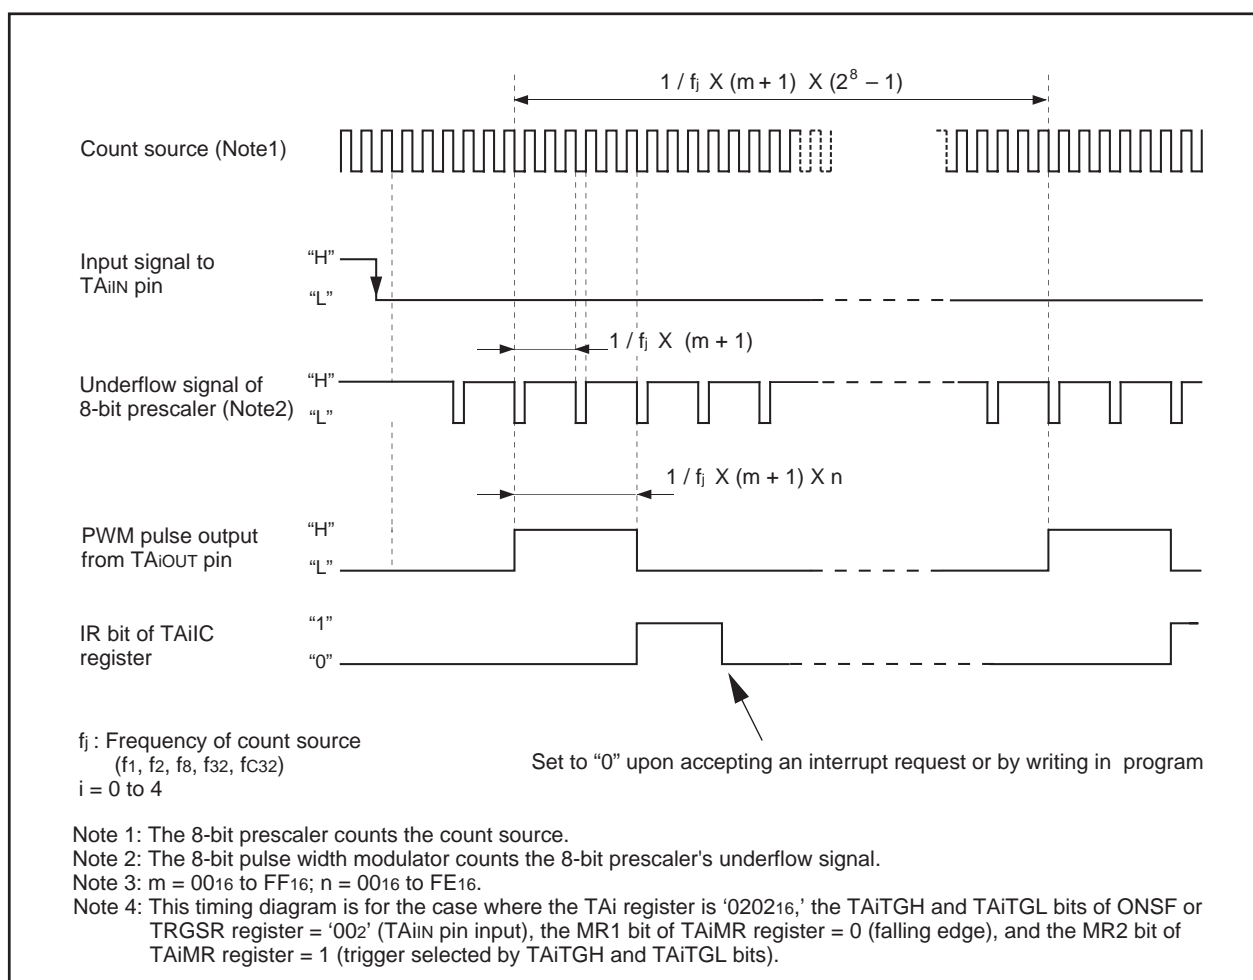 1 / fj X (m + 1) X (2⁸ – 1)
Count source (Note1)
Input signal to
TAiIN pin
“H”
“L”
1 / fj X (m + 1)
Underflow signal of
8-bit prescaler (Note2)
“H”
“L”
1 / fj X (m + 1) X n
PWM pulse output
from TAiOUT pin
“H”
“L”
IR bit of TAiIC
register
“1”
“0”
fj : Frequency of count source
(f1, f2, f8, f32, fC32)
i = 0 to 4
Set to “0” upon accepting an interrupt request or by writing in program
Note 1: The 8-bit prescaler counts the count source.
Note 2: The 8-bit pulse width modulator counts the 8-bit prescaler's underflow signal.
Note 3: m = 0016 to FF16; n = 0016 to FE16.
Note 4: This timing diagram is for the case where the TAi register is ‘020216,’ the TAiTGH and TAiTGL bits of ONSF or
TRGSR register = ‘002’ (TAiIN pin input), the MR1 bit of TAiMR register = 0 (falling edge), and the MR2 bit of
TAiMR register = 1 (trigger selected by TAiTGH and TAiTGL bits).